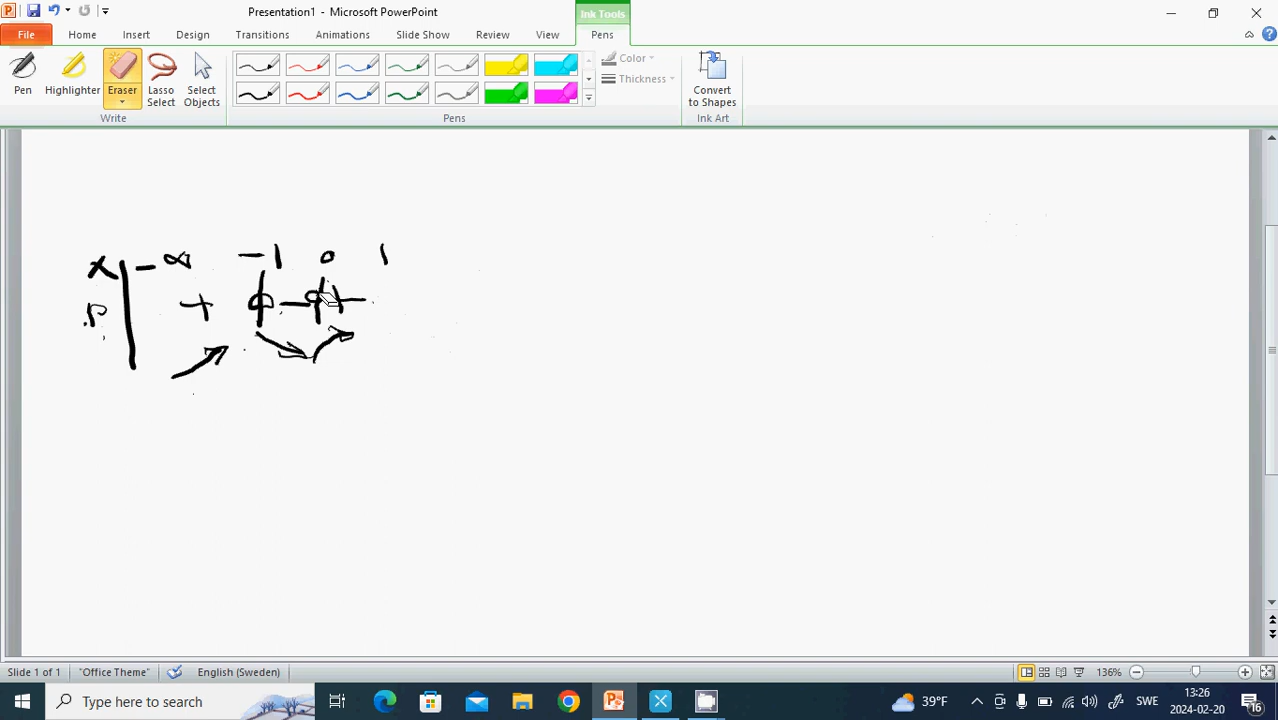 Presentation1 - Microsoft PowerPoint
Ink Tools
File Home Insert Design Transitions Animations Slide Show Review View Pens
Pen Highlighter Eraser Lasso Select Select Objects
Color
Thickness
Convert to Shapes
Write Pens Ink Art
x -∞ -1 0 1
+ 0 - 0 +
Slide 1 of 1 "Office Theme" English (Sweden) 136%
Type here to search 39°F SWE 13:26
2024-02-20 16